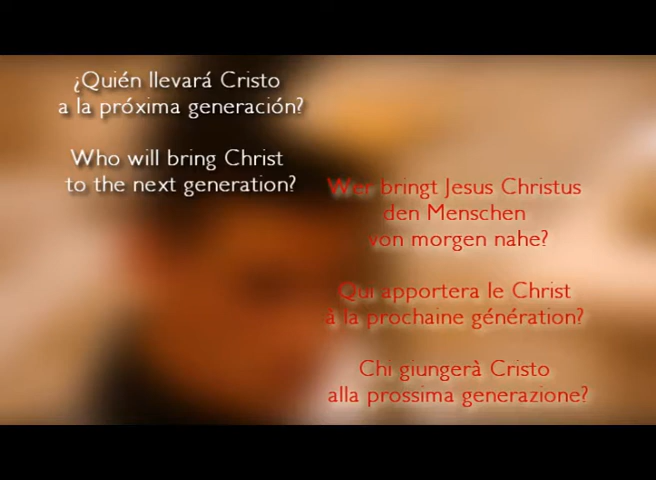 ¿Quién llevará Cristo
a la próxima generación?
Who will bring Christ
to the next generation?
Wer bringt Jesus Christus
den Menschen
von morgen nahe?
Qui apportera le Christ
à la prochaine génération?
Chi giungerà Cristo
alla prossima generazione?